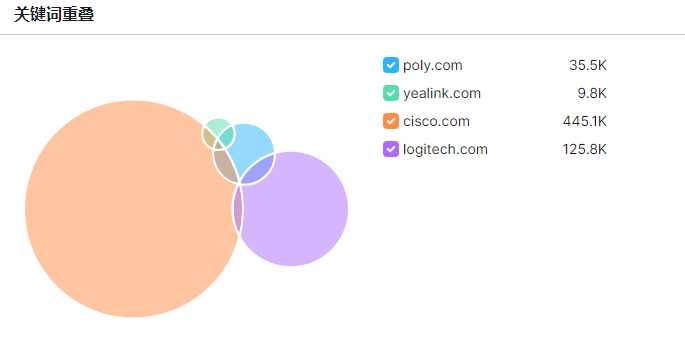 关键词重叠
poly.com 35.5K
yealink.com 9.8K
cisco.com 445.1K
logitech.com 125.8K